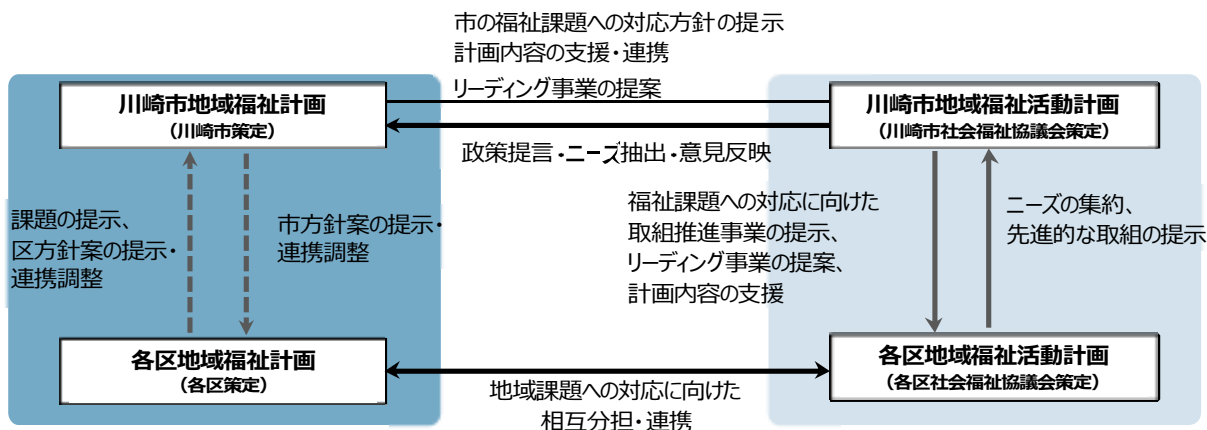 市の福祉課題への対応方針の提示
計画内容の支援・連携
リーディング事業の提案
川崎市地域福祉計画
（川崎市策定）
川崎市地域福祉活動計画
（川崎市社会福祉協議会策定）
政策提言・ニーズ抽出・意見反映
課題の提示、
区方針案の提示・
連携調整
市方針案の提示・
連携調整
福祉課題への対応に向けた
取組推進事業の提示、
リーディング事業の提案、
計画内容の支援
ニーズの集約、
先進的な取組の提示
各区地域福祉計画
（各区策定）
各区地域福祉活動計画
（各区社会福祉協議会策定）
地域課題への対応に向けた
相互分担・連携